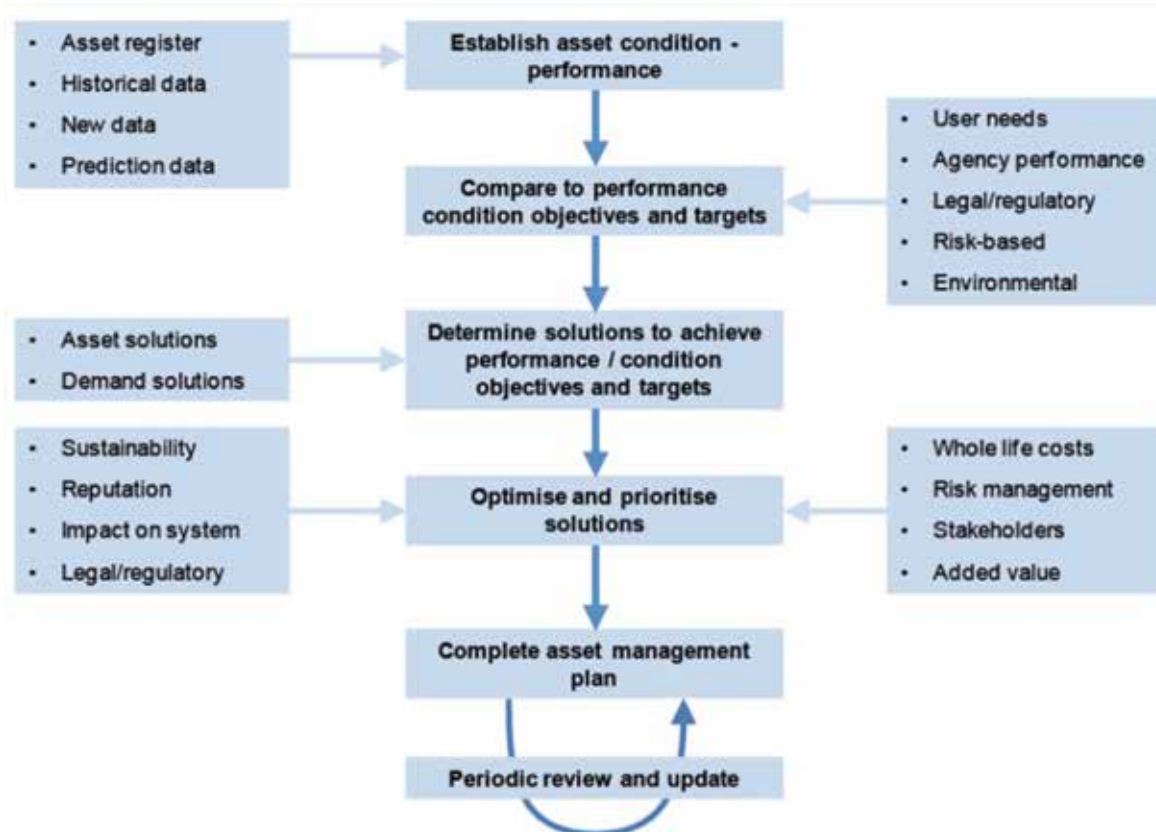 • Asset register
• Historical data
• New data
• Prediction data
Establish asset condition -
performance
• User needs
• Agency performance
• Legal/regulatory
• Risk-based
• Environmental
Compare to performance
condition objectives and targets
• Asset solutions
• Demand solutions
Determine solutions to achieve
performance / condition
objectives and targets
• Sustainability
• Reputation
• Impact on system
• Legal/regulatory
Optimise and prioritise
solutions
• Whole life costs
• Risk management
• Stakeholders
• Added value
Complete asset management
plan
Periodic review and update